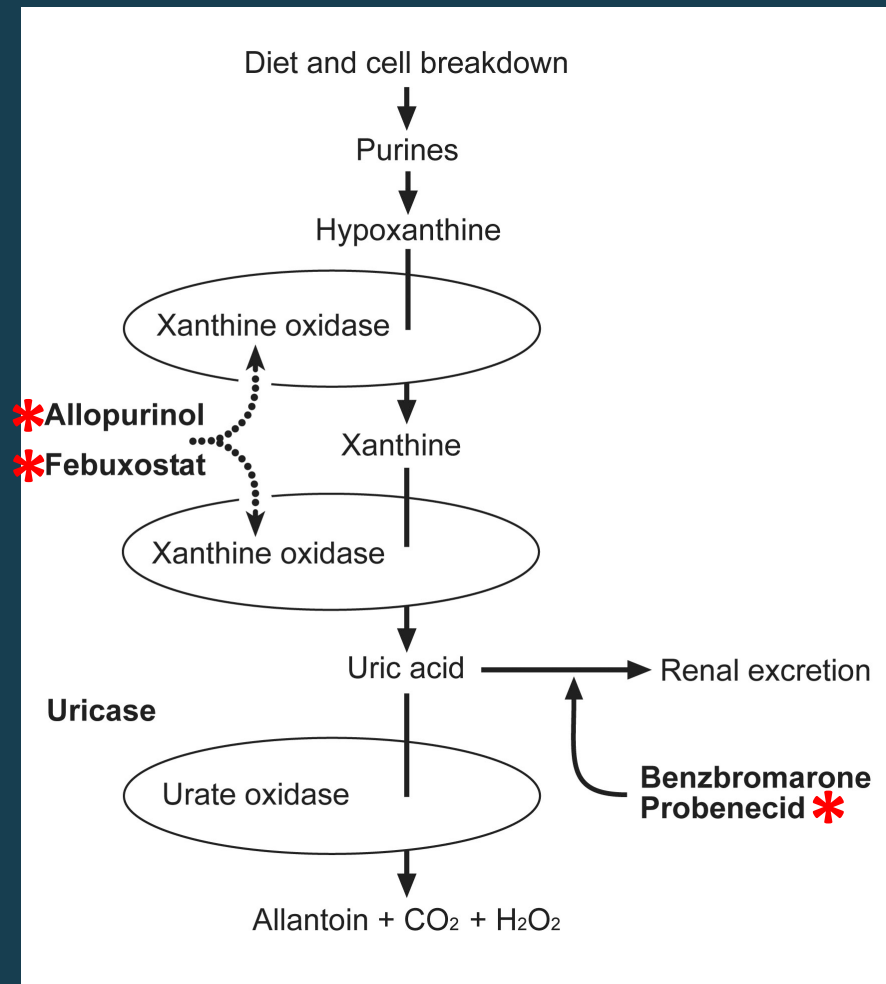 Diet and cell breakdown
Purines
Hypoxanthine
Xanthine oxidase
*Allopurinol
*Febuxostat
Xanthine
Xanthine oxidase
Uric acid
Renal excretion
Uricase
Urate oxidase
Benzbromarone
Probenecid *
Allantoin + CO₂ + H₂O₂